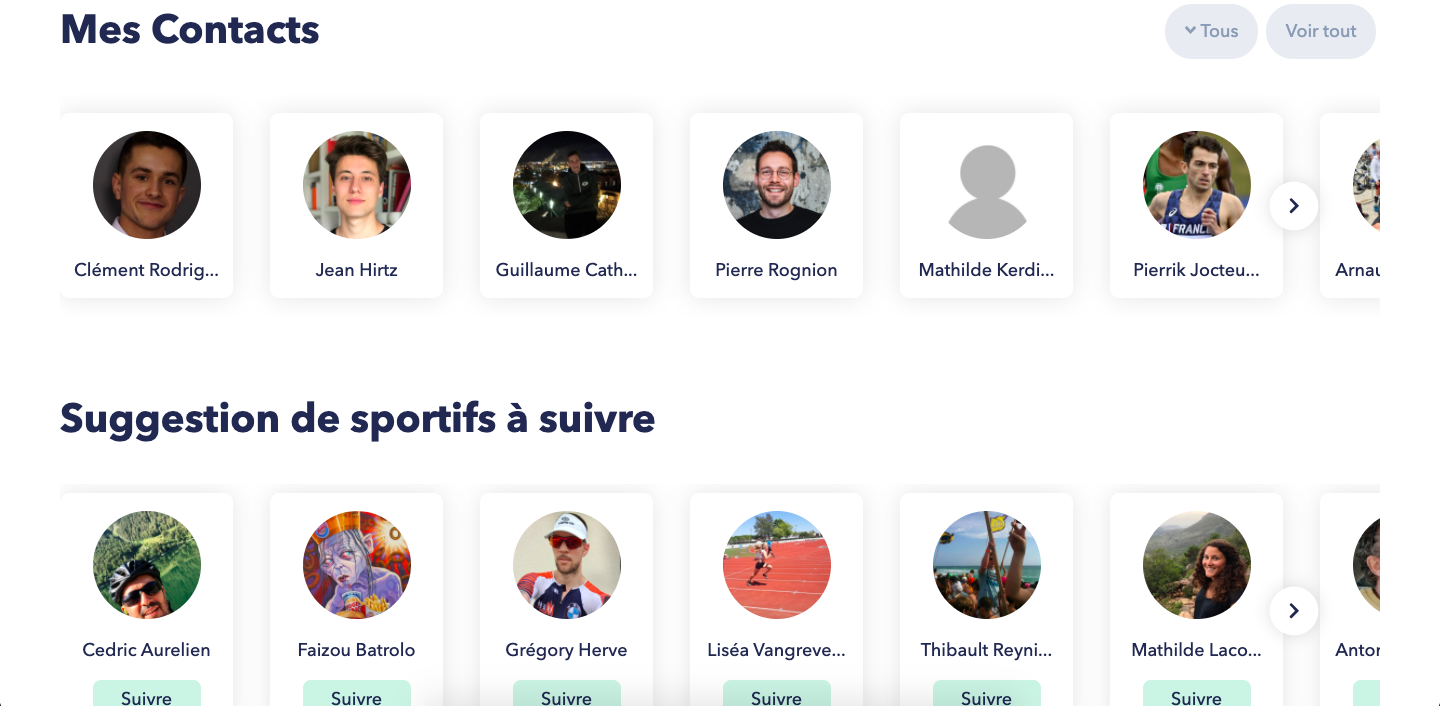 Mes Contacts
Tous
Voir tout
Clément Rodrig...
Jean Hirtz
Guillaume Cath...
Pierre Rognion
Mathilde Kerdi...
Pierrik Jocteu...
Arnau
FRANC
Suggestion de sportifs à suivre
Cedric Aurelien
Faizou Batrolo
Grégory Herve
Liséa Vangreve...
Thibault Reyni...
Mathilde Laco...
Anton
Suivre
Suivre
Suivre
Suivre
Suivre
Suivre